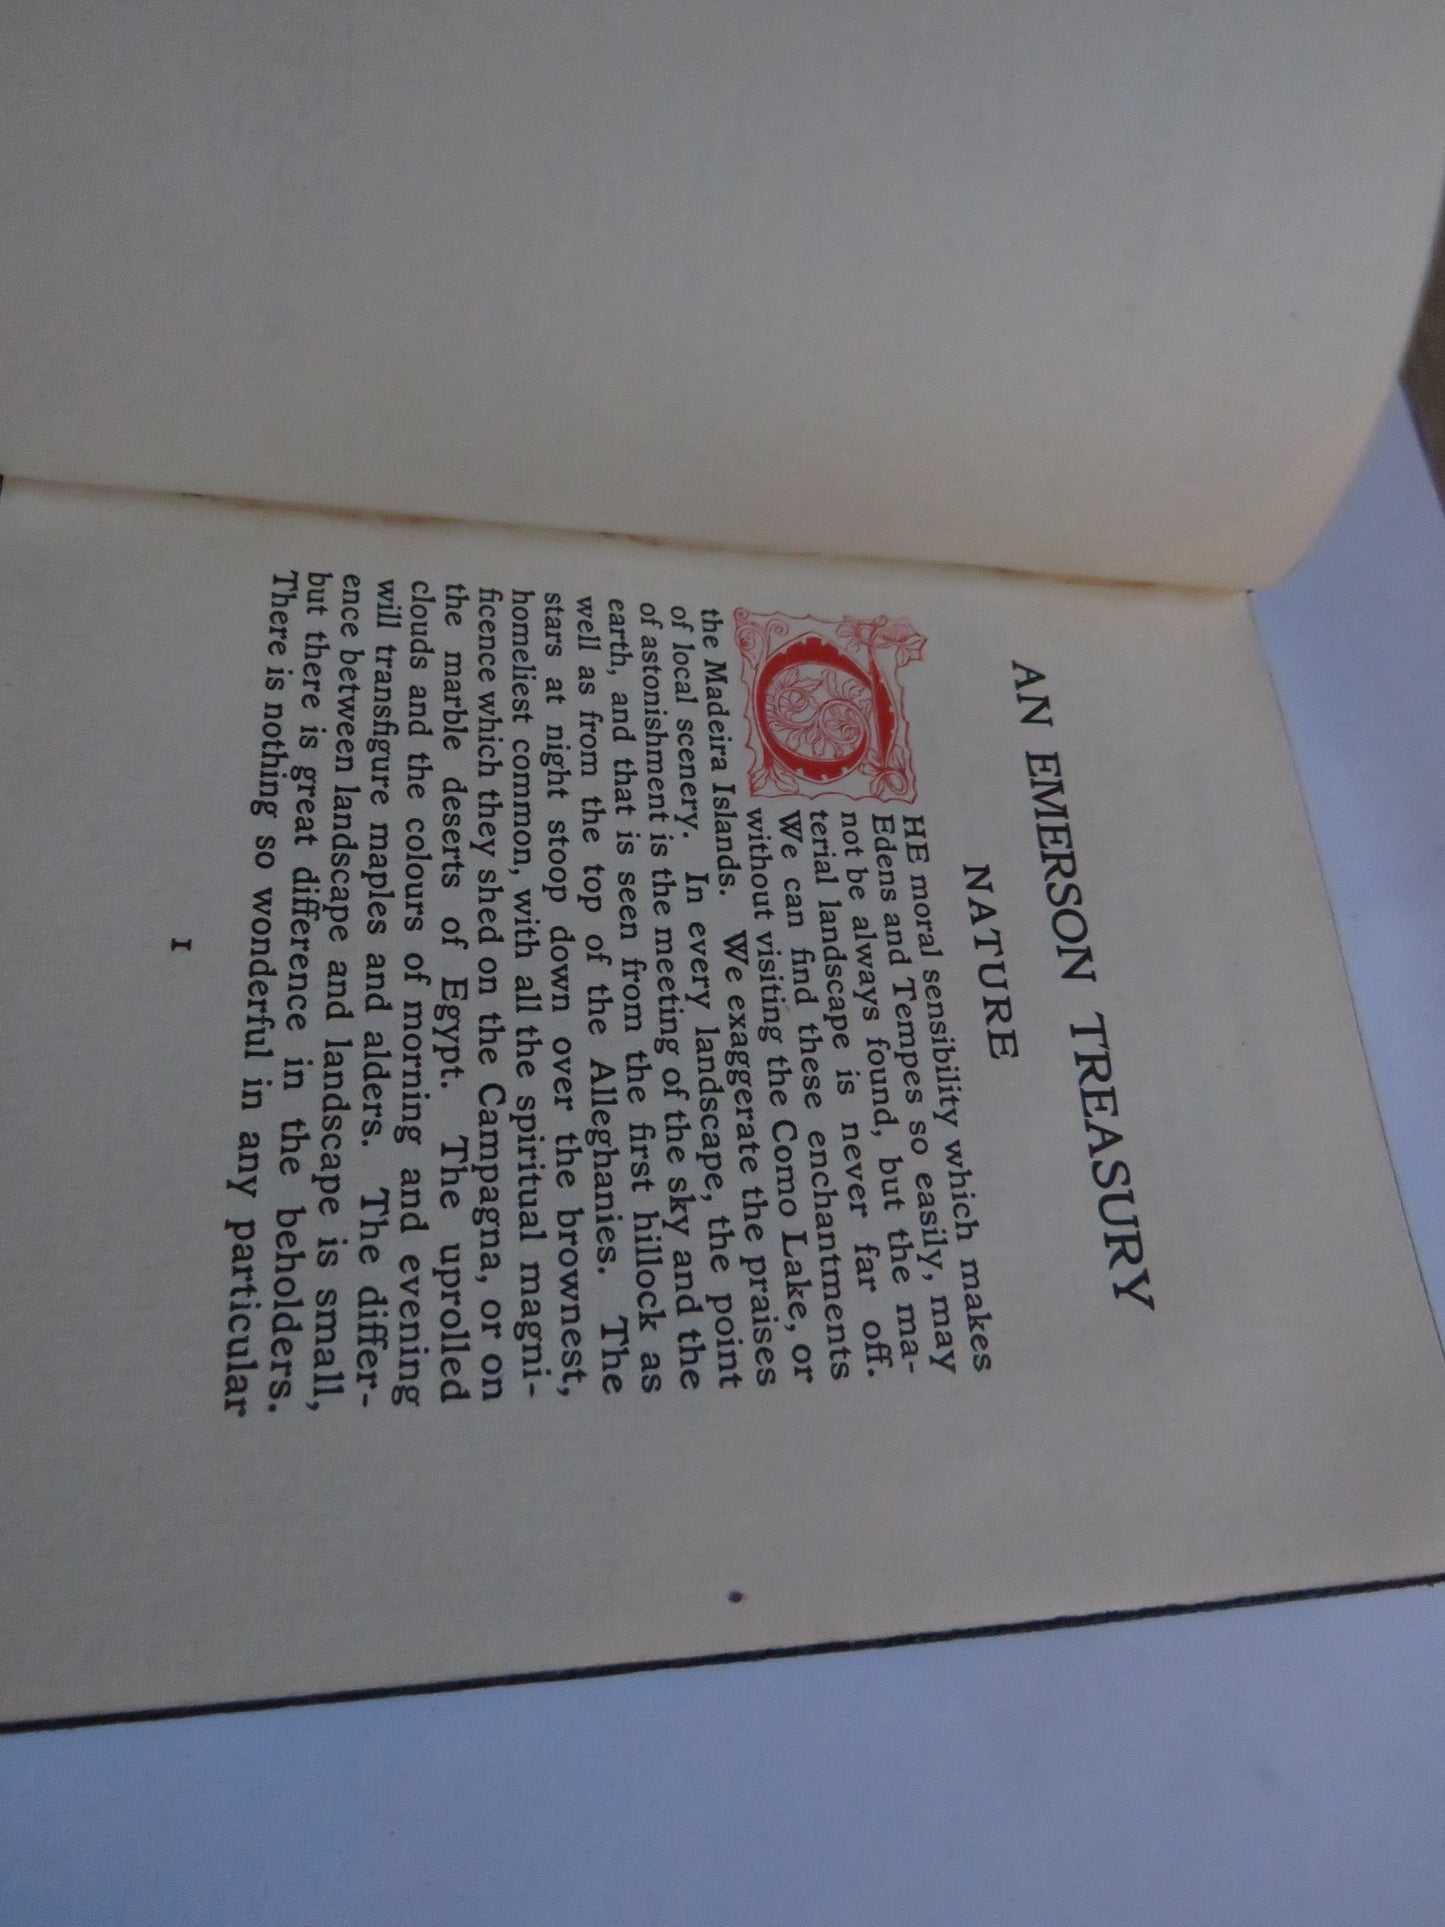 AN EMERSON TREASURY
NATURE
THE moral sensibility which makes
Edens and Tempes so easily, may
not be always found, but the ma-
terial landscape is never far off.
We can find these enchantments
without visiting the Como Lake, or
the Madeira Islands. We exaggerate the praises
of local scenery. In every landscape, the point
of astonishment is the meeting of the sky and the
earth, and that is seen from the first hillock as
well as from the top of the Alleghanies. The
stars at night stoop down over the brownest,
homeliest common, with all the spiritual magni-
ficence which they shed on the Campagna, or on
the marble deserts of Egypt. The uprolled
clouds and the colours of morning and evening
will transfigure maples and alders. The differ-
ence between landscape and landscape is small,
but there is great difference in the beholders.
There is nothing so wonderful in any particular
1